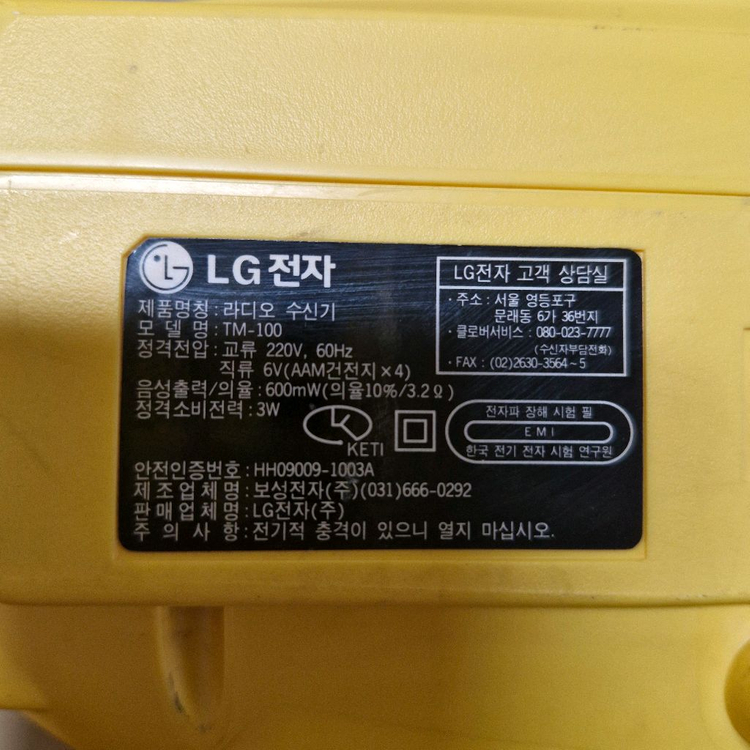 LG전자
제품명칭 : 라디오 수신기
모 델 명 : TM-100
정격전압 : 교류 220V, 60Hz
직류 6V(AAM건전지×4)
음성출력/의율 : 600mW(의율10%/3.2Ω)
정격소비전력 : 3W
KETI
안전인증번호 : HH09009-1003A
제 조 업 체 명 : 보성전자(주)(031)666-0292
판 매 업 체 명 : LG전자(주)
주 의 사 항 : 전기적 충격이 있으니 열지 마십시오.
LG전자 고객 상담실
· 주소 : 서울 영등포구
문래동 6가 36번지
· 클로버서비스 : 080-023-7777
(수신자부담전화)
· FAX : (02)2630-3564~5
전자파 장해 시험 필
EMI
한국 전기 전자 시험 연구원